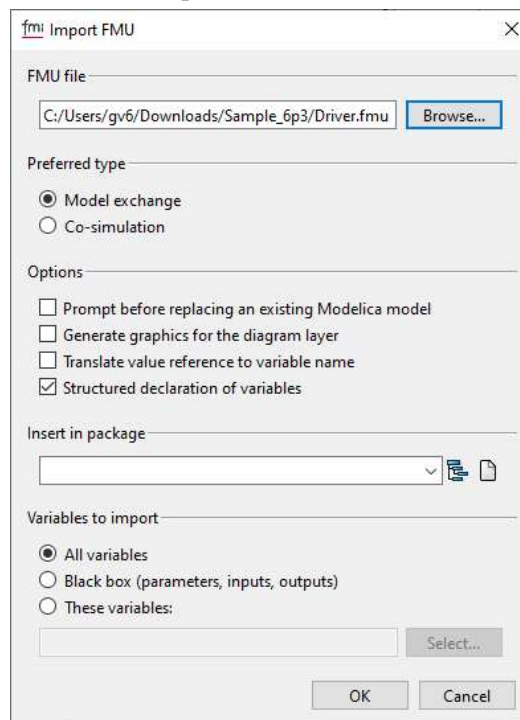 fmi Import FMU
FMU file
C:/Users/gv6/Downloads/Sample_6p3/Driver.fmu Browse...
Preferred type
Model exchange
Co-simulation
Options
Prompt before replacing an existing Modelica model
Generate graphics for the diagram layer
Translate value reference to variable name
Structured declaration of variables
Insert in package
Variables to import
All variables
Black box (parameters, inputs, outputs)
These variables:
Select...
OK Cancel